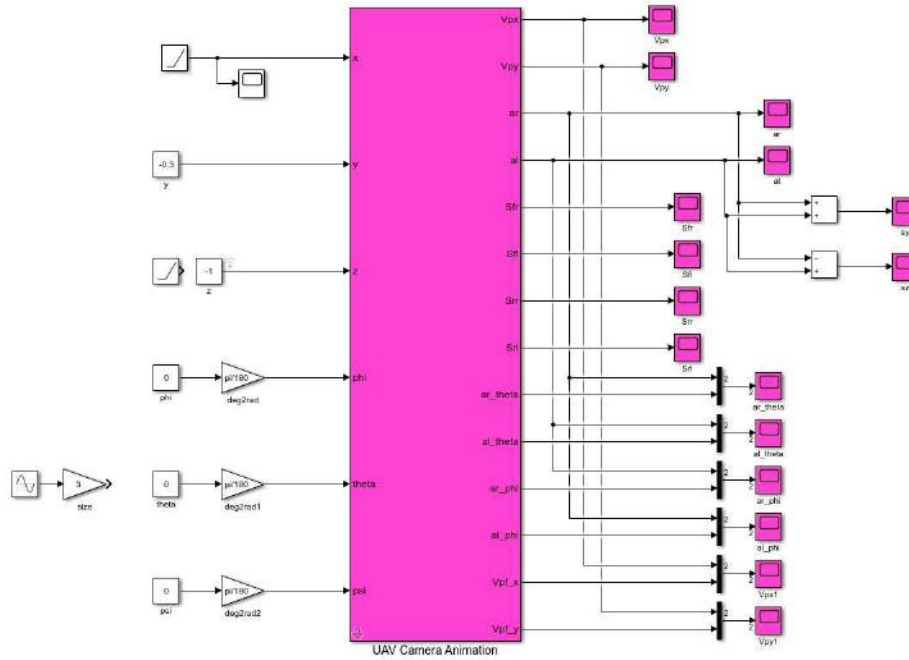 Vpx
Vpx
x
Vpy
Vpy
ar
ar
al
al
-0.3
y
y
+
+
Sfr
Sfr
Sfl
Sfl
-1
z
z
−
+
Srr
Srr
Srl
Srl
0
phi
pi/180
deg2rad
phi
ar_theta
2
2
ar_theta
al_theta
2
2
al_theta
3
size
0
theta
pi/180
deg2rad1
theta
ar_phi
2
2
ar_phi
al_phi
2
2
al_phi
0
psi
pi/180
deg2rad2
psi
Vpf_x
2
2
Vpx1
Vpf_y
2
2
Vpy1
UAV Camera Animation